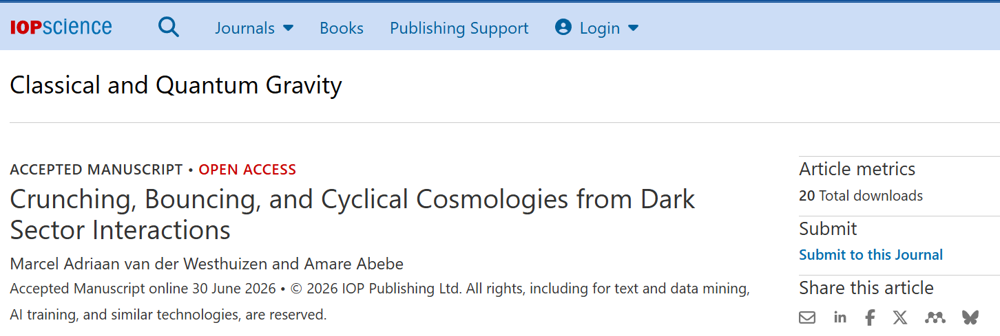 IOPscience Journals Books Publishing Support Login
Classical and Quantum Gravity
ACCEPTED MANUSCRIPT • OPEN ACCESS
Crunching, Bouncing, and Cyclical Cosmologies from Dark
Sector Interactions
Marcel Adriaan van der Westhuizen and Amare Abebe
Accepted Manuscript online 30 June 2026 • © 2026 IOP Publishing Ltd. All rights, including for text and data mining,
AI training, and similar technologies, are reserved.
Article metrics
20 Total downloads
Submit
Submit to this Journal
Share this article